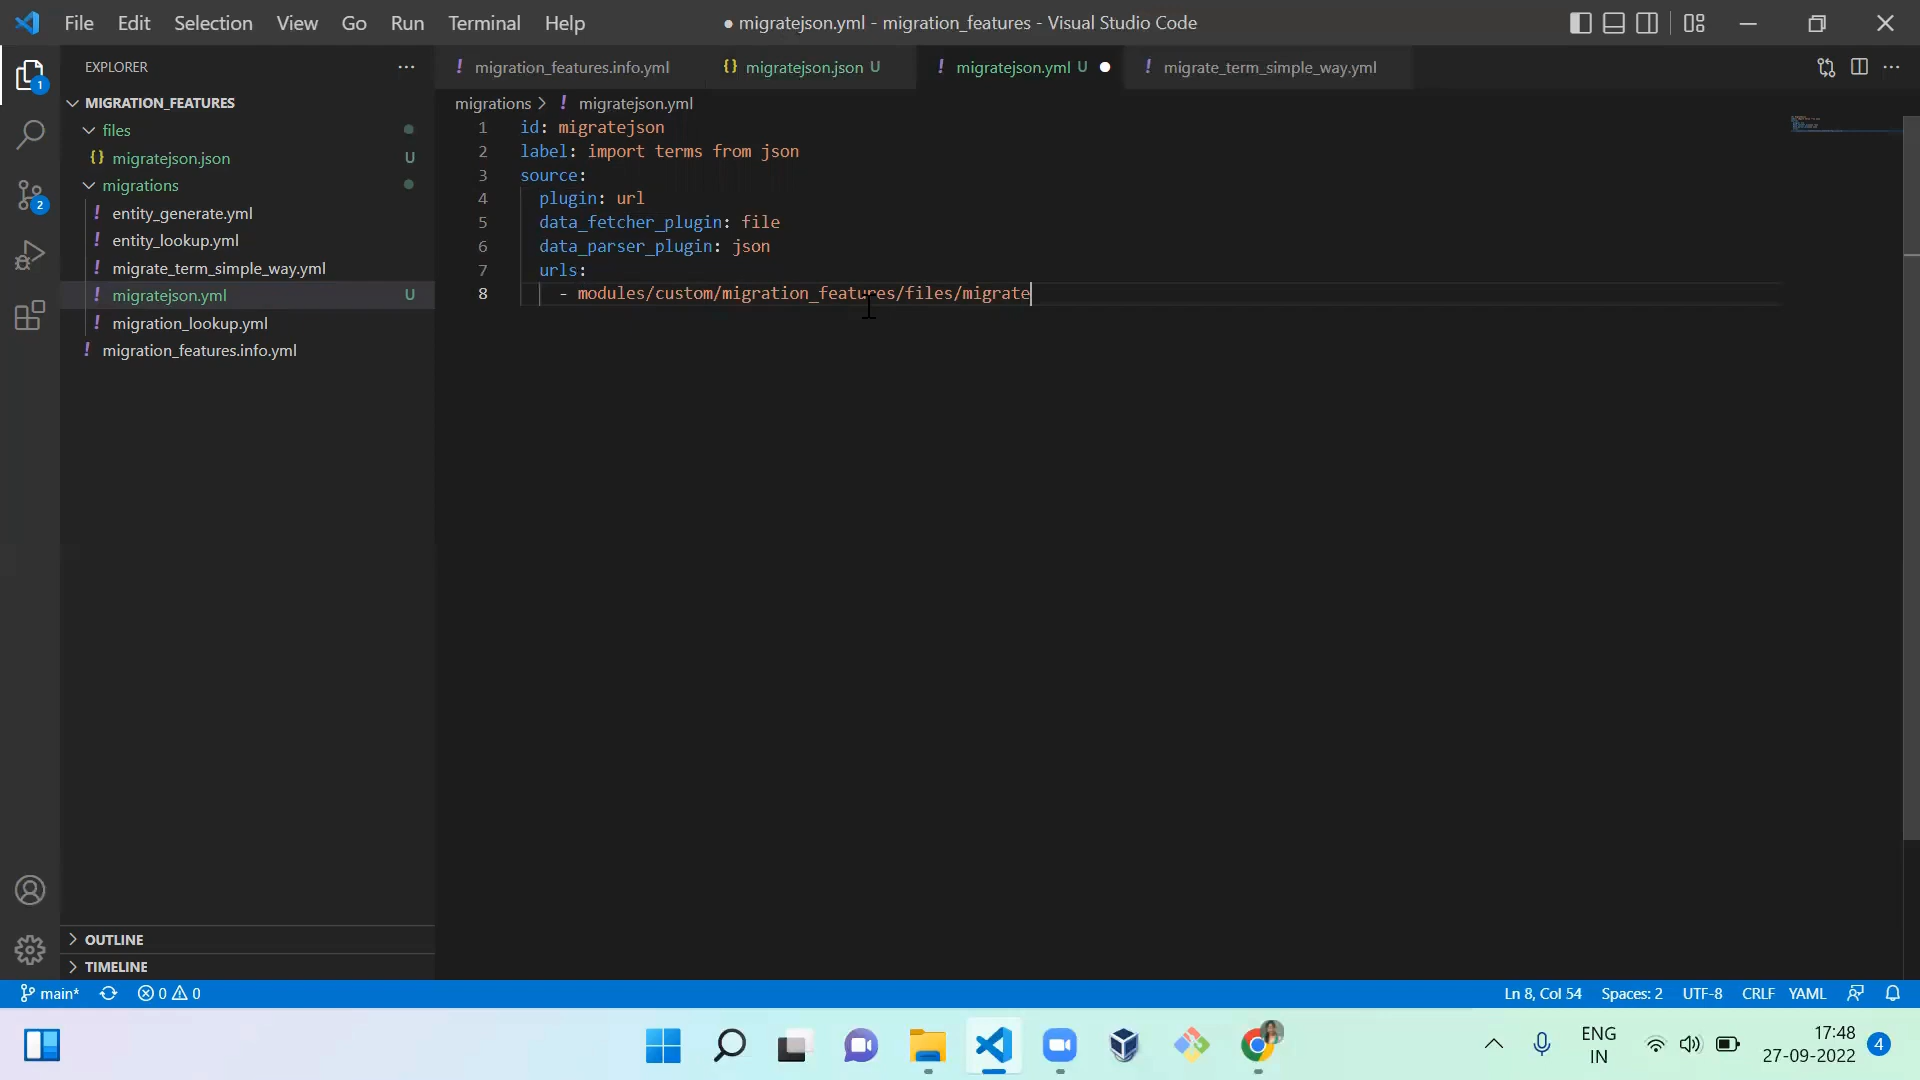 File Edit Selection View Go Run Terminal Help
● migratejson.yml - migration_features - Visual Studio Code
EXPLORER
MIGRATION_FEATURES
files
{} migratejson.json U
migrations
! entity_generate.yml
! entity_lookup.yml
! migrate_term_simple_way.yml
! migratejson.yml U
! migration_lookup.yml
! migration_features.info.yml
OUTLINE
TIMELINE
1
2
! migration_features.info.yml
{} migratejson.json U
! migratejson.yml U ●
! migrate_term_simple_way.yml
migrations > ! migratejson.yml
1 id: migratejson
2 label: import terms from json
3 source:
4 plugin: url
5 data_fetcher_plugin: file
6 data_parser_plugin: json
7 urls:
8 - modules/custom/migration_features/files/migrate
main* 0 0
Ln 8, Col 54 Spaces: 2 UTF-8 CRLF YAML
ENG
IN
17:48
27-09-2022
4